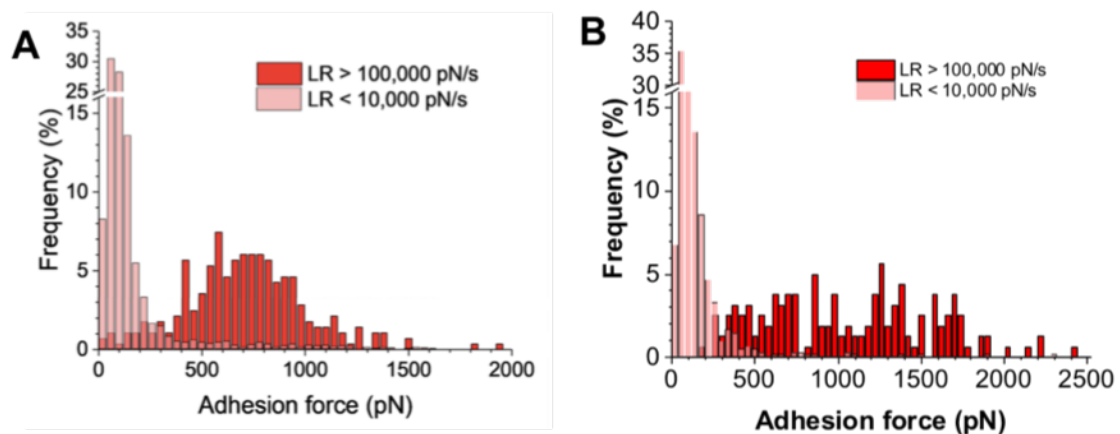 A
35
30
25
15
10
5
0
Frequency (%)
LR > 100,000 pN/s
LR < 10,000 pN/s
0 500 1000 1500 2000
Adhesion force (pN)
B
40
35
30
15
10
5
0
Frequency (%)
LR > 100,000 pN/s
LR < 10,000 pN/s
0 500 1000 1500 2000 2500
Adhesion force (pN)